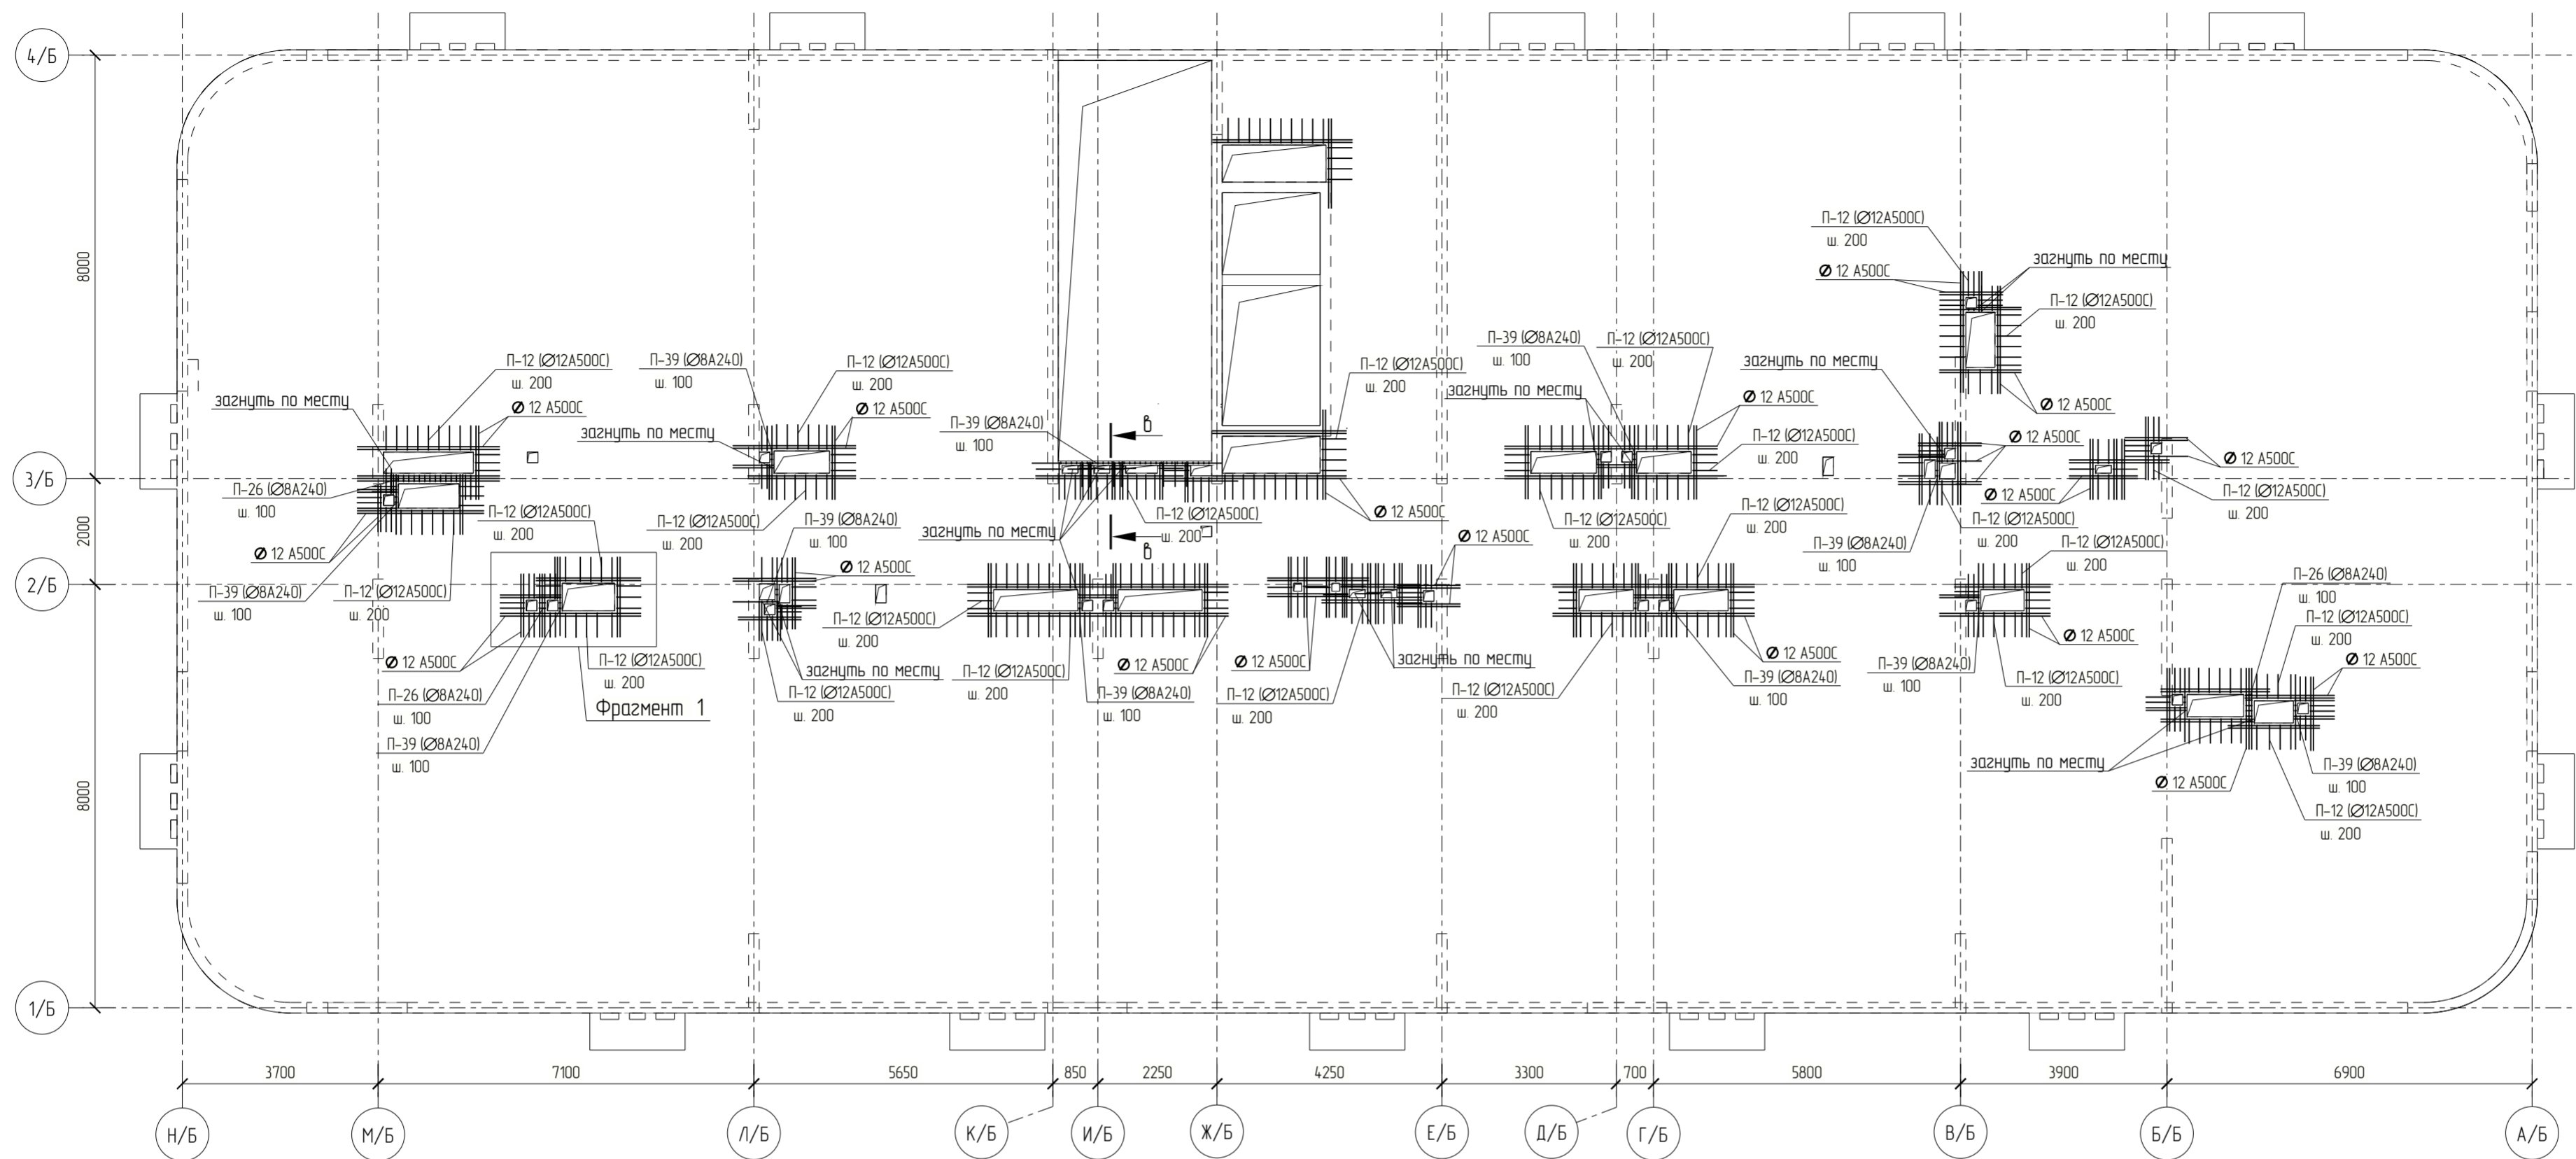 4/Б
П-12 (Ø12А500С)
ш. 200
загнуть по месту
Ø 12 А500С
П-12 (Ø12А500С)
ш. 200
8000
П-12 (Ø12А500С)
ш. 200
П-39 (Ø8А240)
ш. 100
П-12 (Ø12А500С)
ш. 200
П-12 (Ø12А500С)
ш. 200
П-39 (Ø8А240)
ш. 100
П-12 (Ø12А500С)
ш. 200
загнуть по месту
загнуть по месту
Ø 12 А500С
загнуть по месту
Ø 12 А500С
загнуть по месту
Ø 12 А500С
Ø 12 А500С
П-39 (Ø8А240)
ш. 100
в
П-12 (Ø12А500С)
ш. 200
Ø 12 А500С
Ø 12 А500С
3/Б
П-26 (Ø8А240)
ш. 100
П-12 (Ø12А500С)
ш. 200
П-12 (Ø12А500С)
ш. 200
П-39 (Ø8А240)
ш. 100
загнуть по месту
П-12 (Ø12А500С)
ш. 200
Ø 12 А500С
П-12 (Ø12А500С)
ш. 200
П-12 (Ø12А500С)
ш. 200
Ø 12 А500С
П-12 (Ø12А500С)
ш. 200
П-12 (Ø12А500С)
ш. 200
2000
Ø 12 А500С
в
Ø 12 А500С
П-39 (Ø8А240)
ш. 100
П-12 (Ø12А500С)
ш. 200
2/Б
П-39 (Ø8А240)
ш. 100
П-12 (Ø12А500С)
ш. 200
Ø 12 А500С
П-12 (Ø12А500С)
ш. 200
П-26 (Ø8А240)
ш. 100
П-12 (Ø12А500С)
ш. 200
Ø 12 А500С
П-12 (Ø12А500С)
ш. 200
загнуть по месту
П-12 (Ø12А500С)
ш. 200
Ø 12 А500С
Ø 12 А500С
загнуть по месту
Ø 12 А500С
Ø 12 А500С
Ø 12 А500С
П-26 (Ø8А240)
ш. 100
Фрагмент 1
П-12 (Ø12А500С)
ш. 200
П-39 (Ø8А240)
ш. 100
П-12 (Ø12А500С)
ш. 200
П-12 (Ø12А500С)
ш. 200
П-39 (Ø8А240)
ш. 100
П-39 (Ø8А240)
ш. 100
П-12 (Ø12А500С)
ш. 200
П-39 (Ø8А240)
ш. 100
загнуть по месту
Ø 12 А500С
П-39 (Ø8А240)
ш. 100
П-12 (Ø12А500С)
ш. 200
8000
1/Б
3700 7100 5650 850 2250 4250 3300 700 5800 3900 6900
Н/Б М/Б Л/Б К/Б И/Б Ж/Б Е/Б Д/Б Г/Б В/Б Б/Б А/Б